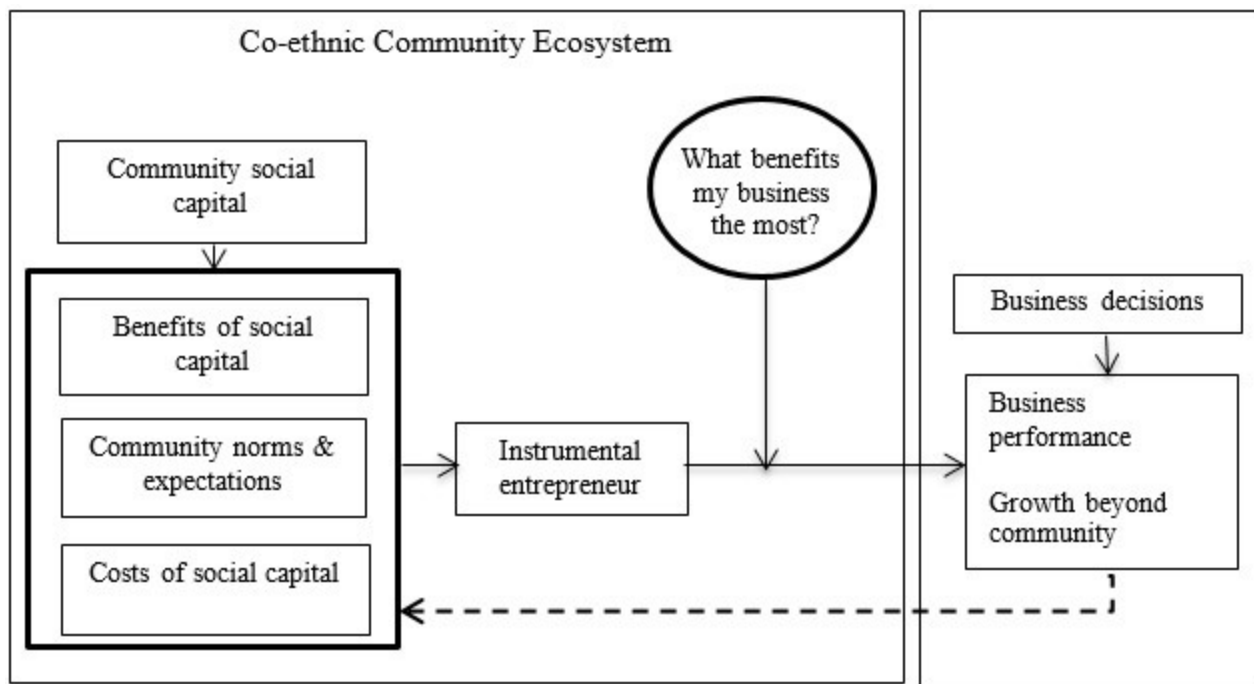 Co-ethnic Community Ecosystem
Community social
capital
Benefits of social
capital
Community norms &
expectations
Costs of social capital
Instrumental
entrepreneur
What benefits
my business
the most?
Business decisions
Business
performance
Growth beyond
community